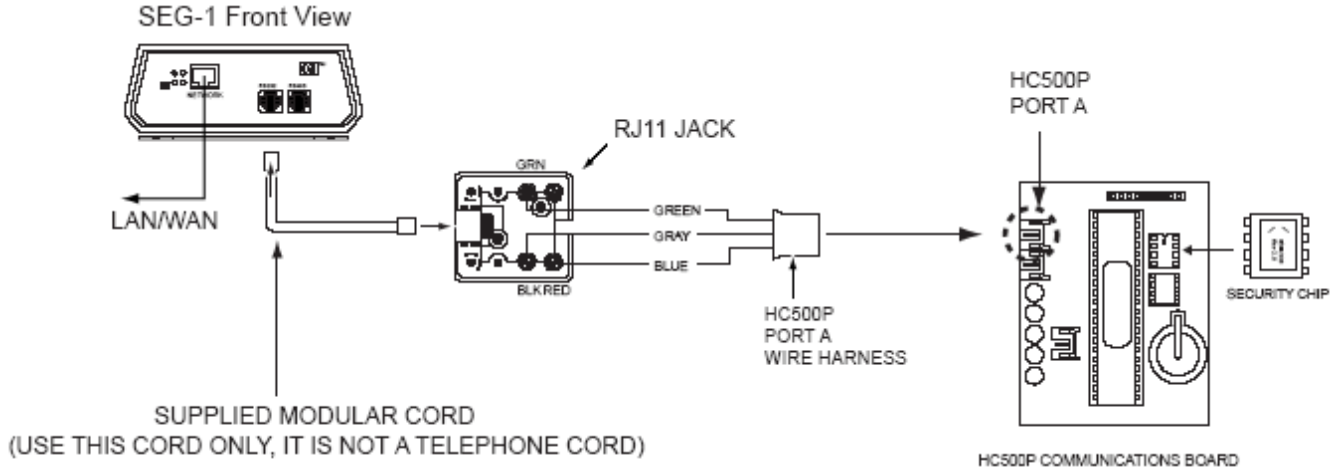 SEG-1 Front View
NETWORK
LAN/WAN
RJ11 JACK
GRN
BLK RED
GREEN
GRAY
BLUE
HC500P
PORT A
WIRE HARNESS
HC500P
PORT A
SECURITY CHIP
SUPPLIED MODULAR CORD
(USE THIS CORD ONLY, IT IS NOT A TELEPHONE CORD)
HC500P COMMUNICATIONS BOARD